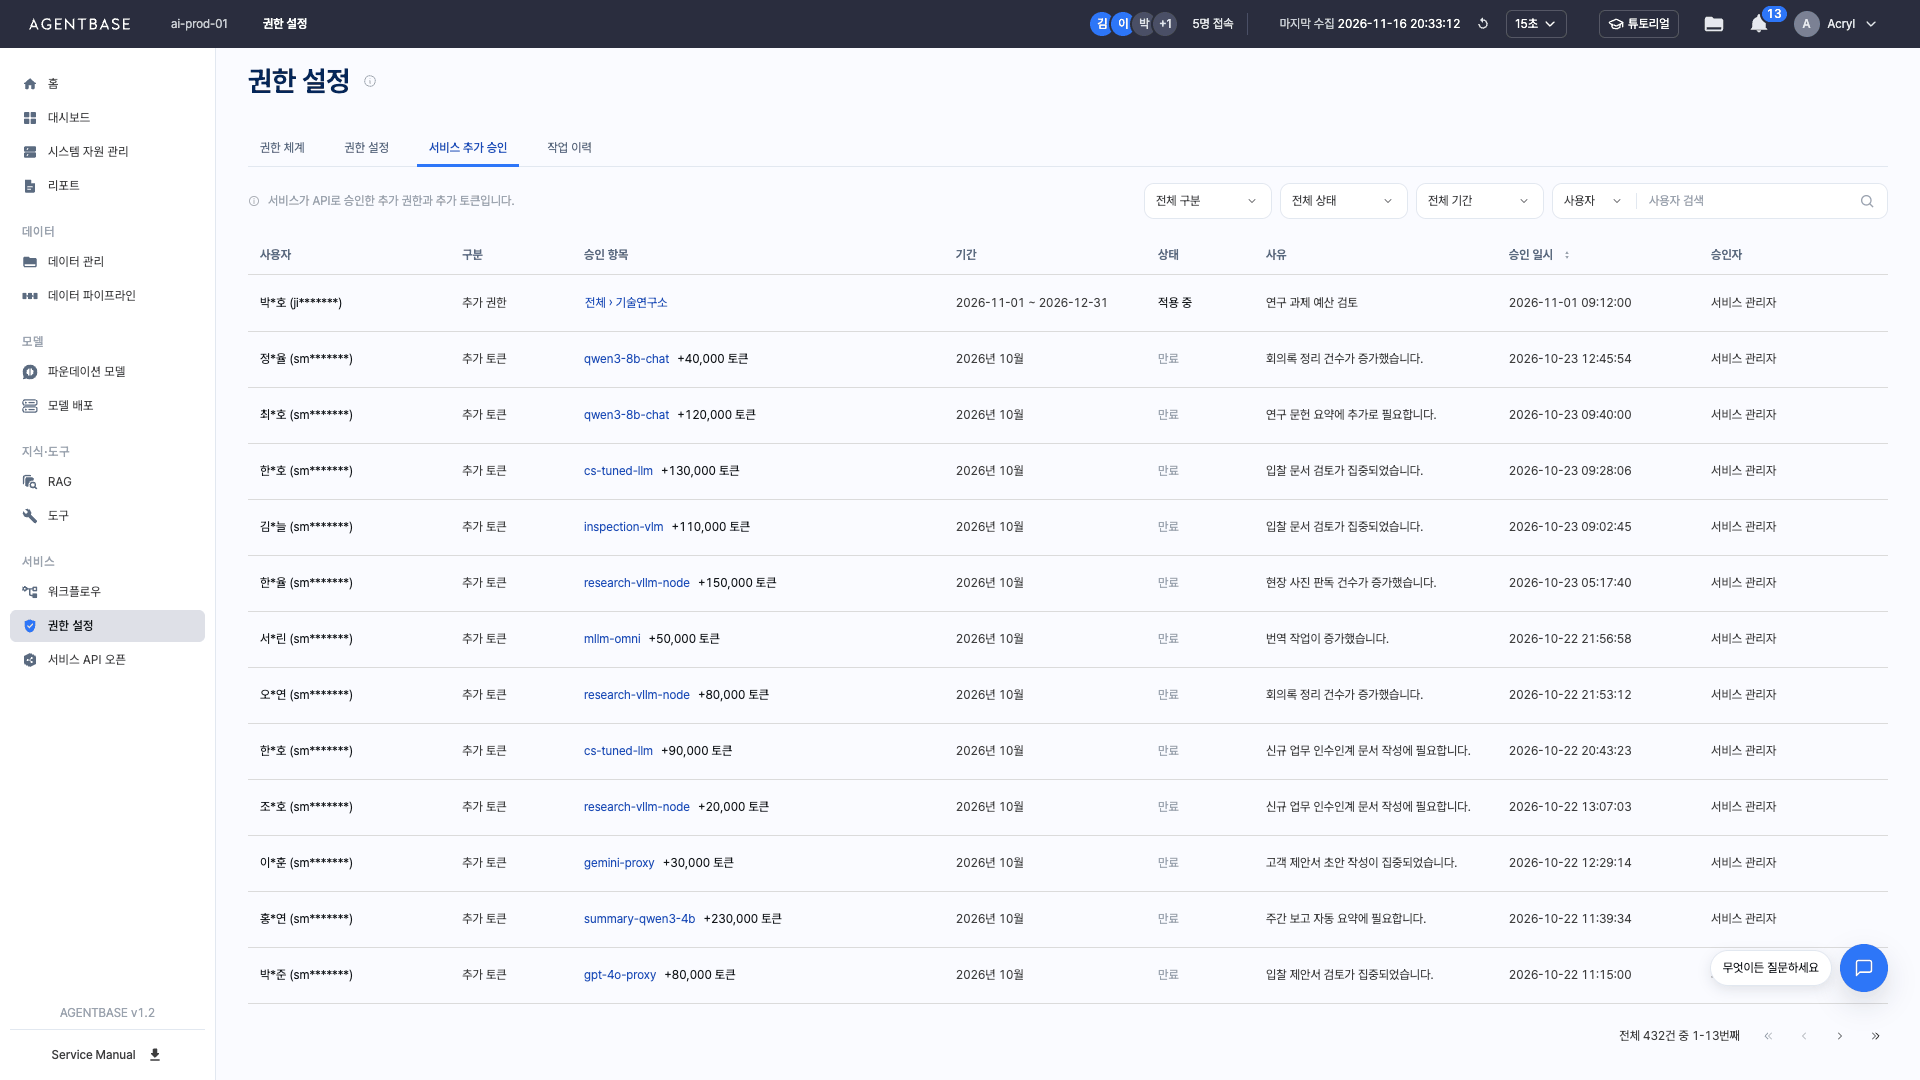 AGENTBASE
ai-prod-01
권한 설정
김 이 박 +1
5명 접속
마지막 수집 2026-11-16 20:33:12
15초
튜토리얼
13
A
Acryl
홈
대시보드
시스템 자원 관리
리포트
데이터
데이터 관리
데이터 파이프라인
모델
파운데이션 모델
모델 배포
지식·도구
RAG
도구
서비스
워크플로우
권한 설정
서비스 API 오픈
AGENTBASE v1.2
Service Manual
권한 설정
권한 체계 권한 설정 서비스 추가 승인 작업 이력
서비스가 API로 승인한 추가 권한과 추가 토큰입니다.
전체 구분 전체 상태 전체 기간 사용자 사용자 검색
사용자 구분 승인 항목 기간 상태 사유 승인 일시 승인자
박*호 (ji*******) 추가 권한 전체 › 기술연구소 2026-11-01 ~ 2026-12-31 적용 중 연구 과제 예산 검토 2026-11-01 09:12:00 서비스 관리자
정*율 (sm*******) 추가 토큰 qwen3-8b-chat +40,000 토큰 2026년 10월 만료 회의록 정리 건수가 증가했습니다. 2026-10-23 12:45:54 서비스 관리자
최*호 (sm*******) 추가 토큰 qwen3-8b-chat +120,000 토큰 2026년 10월 만료 연구 문헌 요약에 추가로 필요합니다. 2026-10-23 09:40:00 서비스 관리자
한*호 (sm*******) 추가 토큰 cs-tuned-llm +130,000 토큰 2026년 10월 만료 입찰 문서 검토가 집중되었습니다. 2026-10-23 09:28:06 서비스 관리자
김*늘 (sm*******) 추가 토큰 inspection-vlm +110,000 토큰 2026년 10월 만료 입찰 문서 검토가 집중되었습니다. 2026-10-23 09:02:45 서비스 관리자
한*율 (sm*******) 추가 토큰 research-vllm-node +150,000 토큰 2026년 10월 만료 현장 사진 판독 건수가 증가했습니다. 2026-10-23 05:17:40 서비스 관리자
서*린 (sm*******) 추가 토큰 mllm-omni +50,000 토큰 2026년 10월 만료 번역 작업이 증가했습니다. 2026-10-22 21:56:58 서비스 관리자
오*연 (sm*******) 추가 토큰 research-vllm-node +80,000 토큰 2026년 10월 만료 회의록 정리 건수가 증가했습니다. 2026-10-22 21:53:12 서비스 관리자
한*호 (sm*******) 추가 토큰 cs-tuned-llm +90,000 토큰 2026년 10월 만료 신규 업무 인수인계 문서 작성에 필요합니다. 2026-10-22 20:43:23 서비스 관리자
조*호 (sm*******) 추가 토큰 research-vllm-node +20,000 토큰 2026년 10월 만료 신규 업무 인수인계 문서 작성에 필요합니다. 2026-10-22 13:07:03 서비스 관리자
이*훈 (sm*******) 추가 토큰 gemini-proxy +30,000 토큰 2026년 10월 만료 고객 제안서 초안 작성이 집중되었습니다. 2026-10-22 12:29:14 서비스 관리자
홍*연 (sm*******) 추가 토큰 summary-qwen3-4b +230,000 토큰 2026년 10월 만료 주간 보고 자동 요약에 필요합니다. 2026-10-22 11:39:34 서비스 관리자
박*준 (sm*******) 추가 토큰 gpt-4o-proxy +80,000 토큰 2026년 10월 만료 입찰 제안서 검토가 집중되었습니다. 2026-10-22 11:15:00
무엇이든 질문하세요
전체 432건 중 1-13번째 « ‹ › »